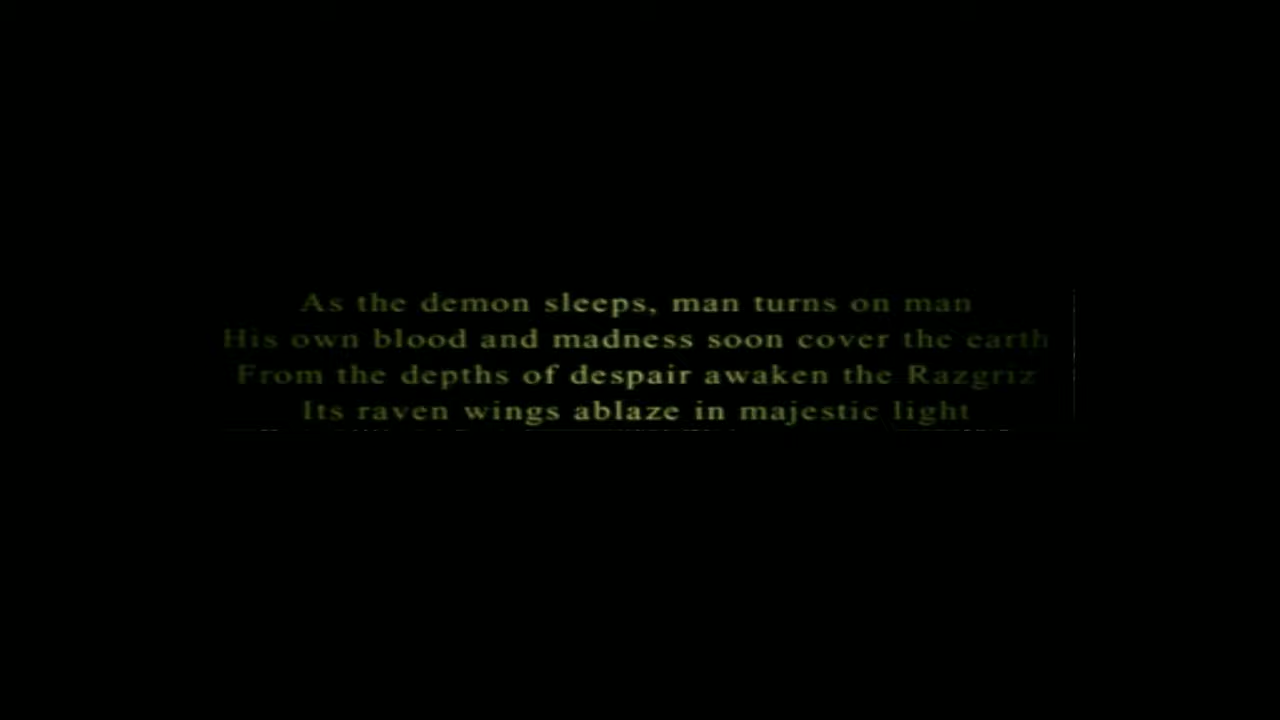 As the demon sleeps, man turns on man
His own blood and madness soon cover the earth
From the depths of despair awaken the Razgriz
Its raven wings ablaze in majestic light